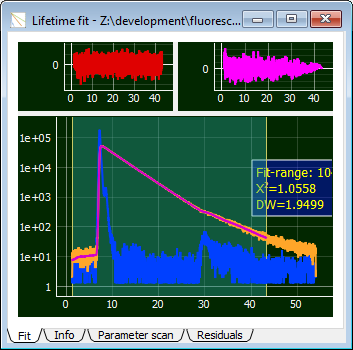 Lifetime fit - Z:\development\fluoresc...
0
0
0 10 20 30 40
0 10 20 30 40
1e+05
1e+04
1e+03
1e+02
1e+01
1
Fit-range: 10
X²=1.0558
DW=1.9499
0 10 20 30 40 50
Fit Info Parameter scan Residuals